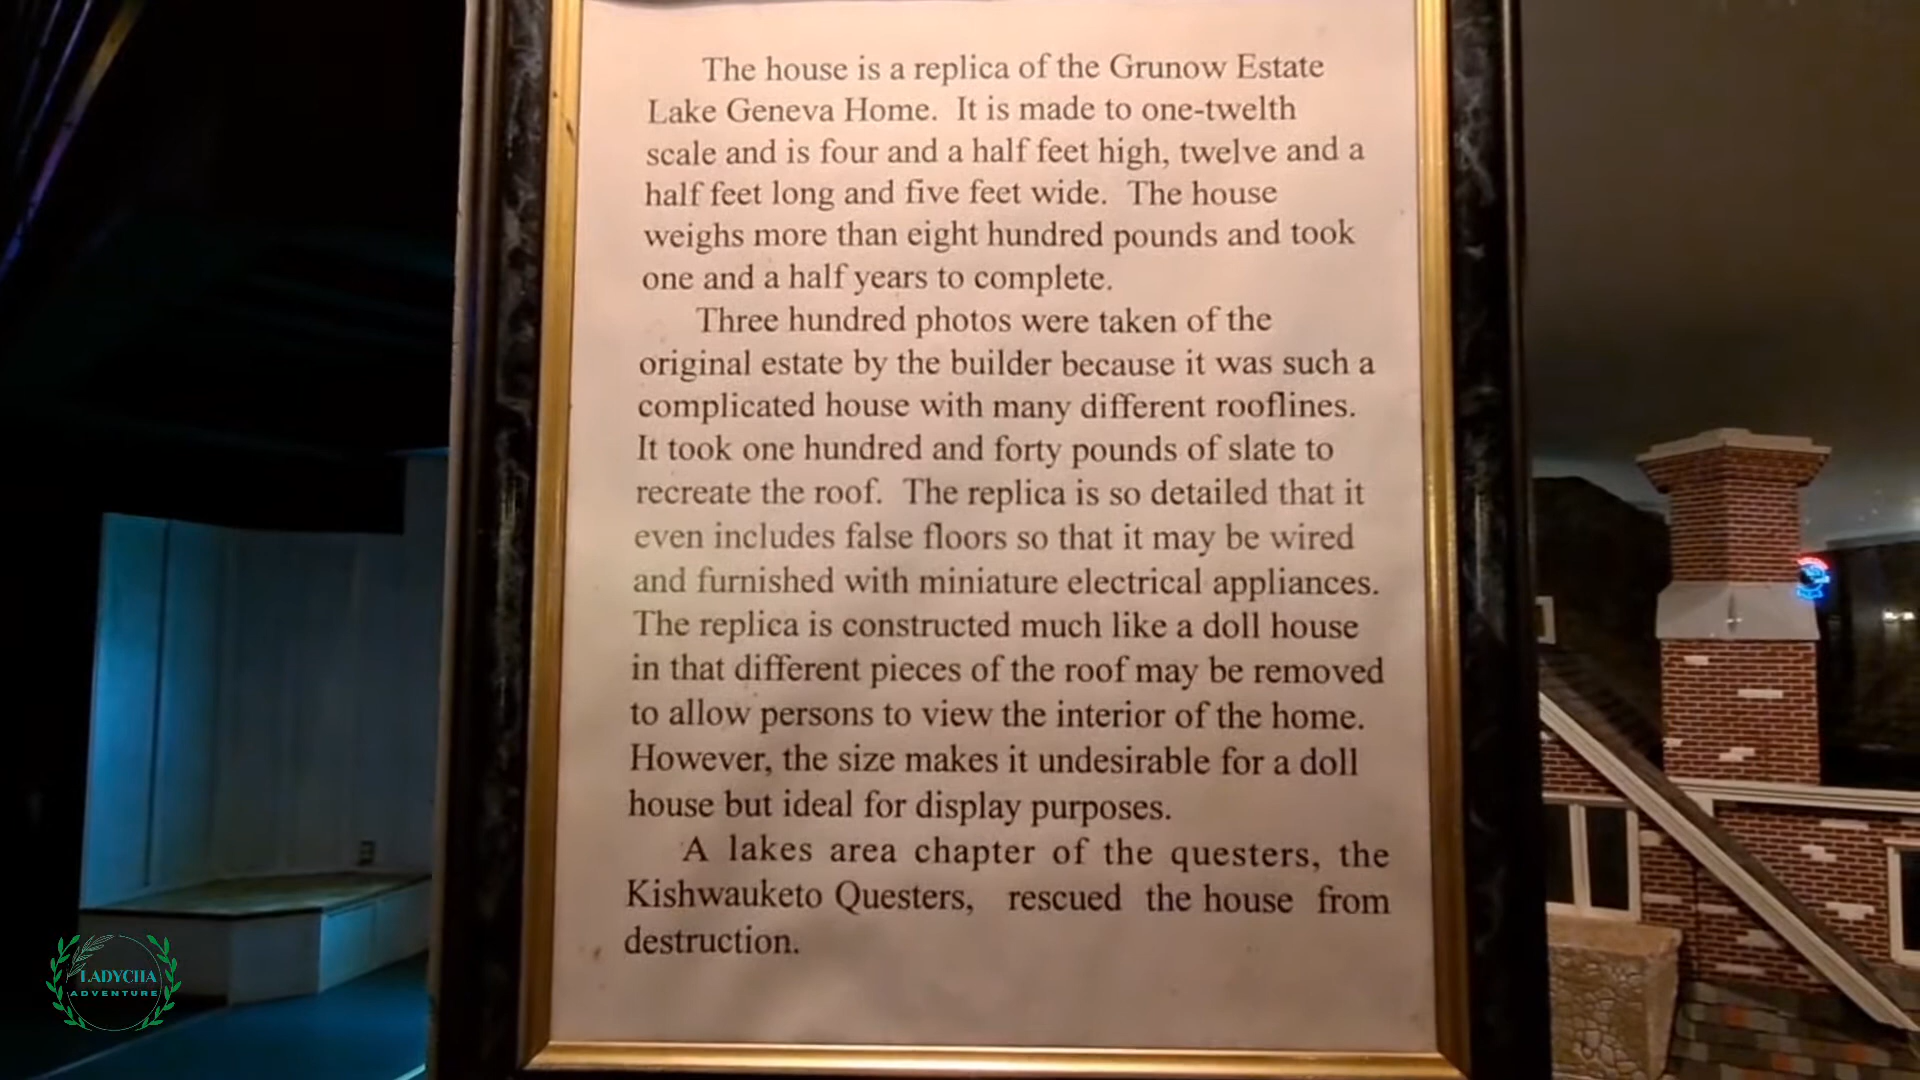 The house is a replica of the Grunow Estate
Lake Geneva Home. It is made to one-twelth
scale and is four and a half feet high, twelve and a
half feet long and five feet wide. The house
weighs more than eight hundred pounds and took
one and a half years to complete.
Three hundred photos were taken of the
original estate by the builder because it was such a
complicated house with many different rooflines.
It took one hundred and forty pounds of slate to
recreate the roof. The replica is so detailed that it
even includes false floors so that it may be wired
and furnished with miniature electrical appliances.
The replica is constructed much like a doll house
in that different pieces of the roof may be removed
to allow persons to view the interior of the home.
However, the size makes it undesirable for a doll
house but ideal for display purposes.
A lakes area chapter of the questers, the
Kishwauketo Questers, rescued the house from
destruction.
LADYCHA
ADVENTURE